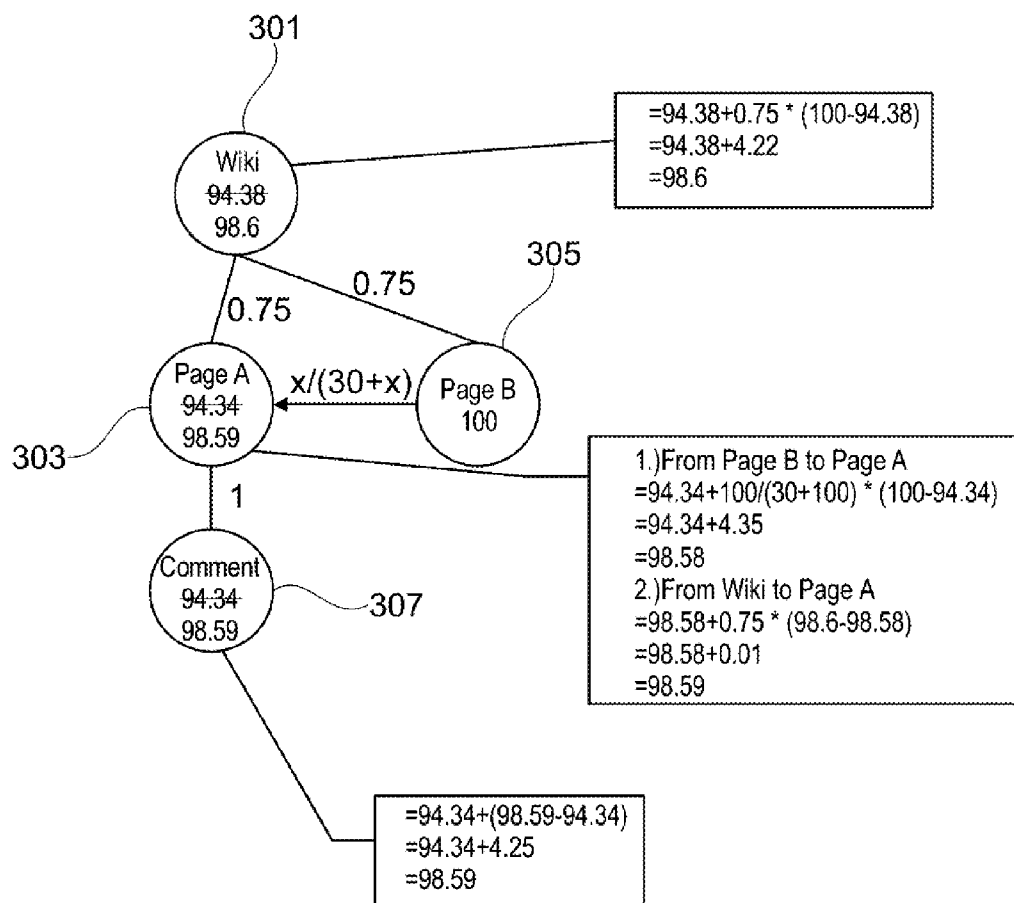 301
Wiki
94.38
98.6
=94.38+0.75 * (100-94.38)
=94.38+4.22
=98.6
305
0.75
0.75
Page A
94.34
98.59
x/(30+x)
Page B
100
303
1.)From Page B to Page A
=94.34+100/(30+100) * (100-94.34)
=94.34+4.35
=98.58
2.)From Wiki to Page A
=98.58+0.75 * (98.6-98.58)
=98.58+0.01
=98.59
1
Comment
94.34
98.59
307
=94.34+(98.59-94.34)
=94.34+4.25
=98.59